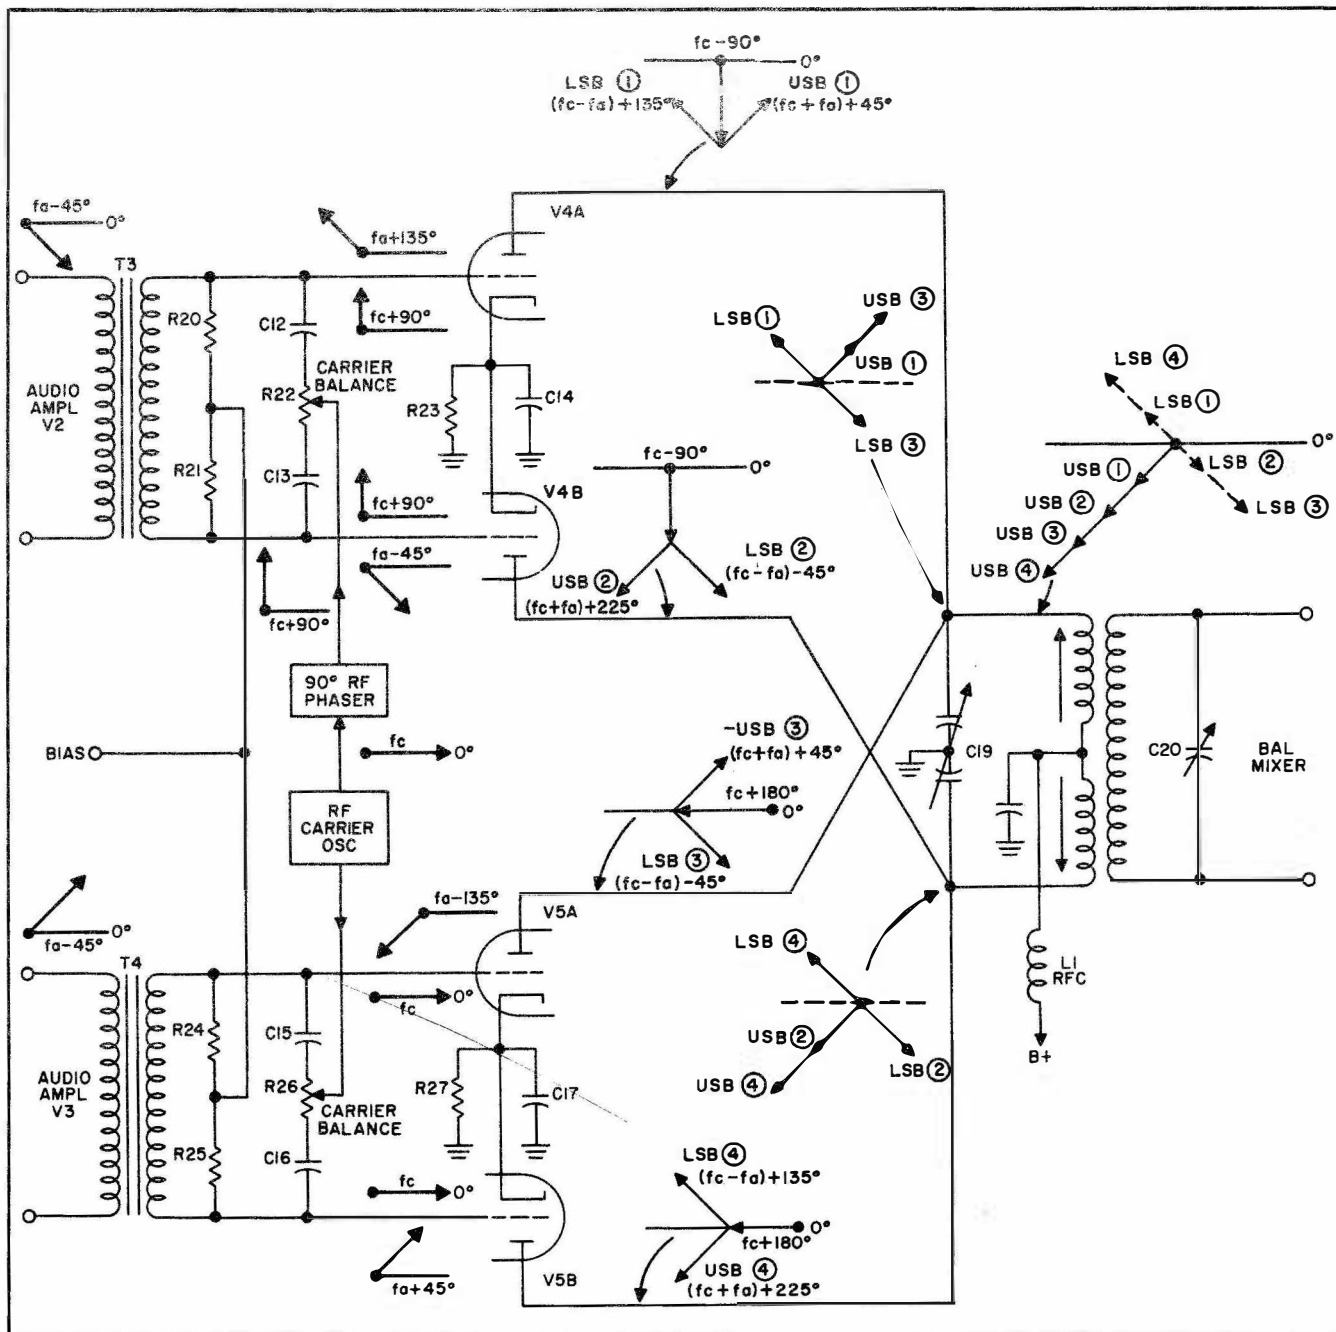 fc-90°
0°
LSB ①
USB ①
(fc-fa)+135°
(fc+fa)+45°
fa-45°
0°
T3
fa+135°
V4A
R20
C12
fc+90°
CARRIER
BALANCE
AUDIO
AMPL
V2
R22
R23
C14
R21
C13
fc+90°
V4B
fa-45°
fc+90°
fc-90°
0°
USB ②
(fc+fa)+225°
LSB ②
(fc-fa)-45°
LSB ①
USB ③
USB ①
LSB ③
LSB ④
LSB ①
0°
USB ①
LSB ②
USB ②
LSB ③
USB ③
USB ④
90° RF
PHASER
BIAS
fc
0°
RF
CARRIER
OSC
-USB ③
(fc+fa)+45°
fc+180°
0°
LSB ③
(fc-fa)-45°
C19
C20
BAL
MIXER
L1
RFC
B+
fa-45°
0°
T4
fa-135°
V5A
fc
0°
R24
C15
AUDIO
AMPL
V3
R26
CARRIER
BALANCE
R27
C17
R25
C16
fc
0°
fa+45°
V5B
LSB ④
USB ②
USB ④
LSB ②
LSB ④
(fc-fa)+135°
0°
fc+180°
USB ④
(fc+fa)+225°